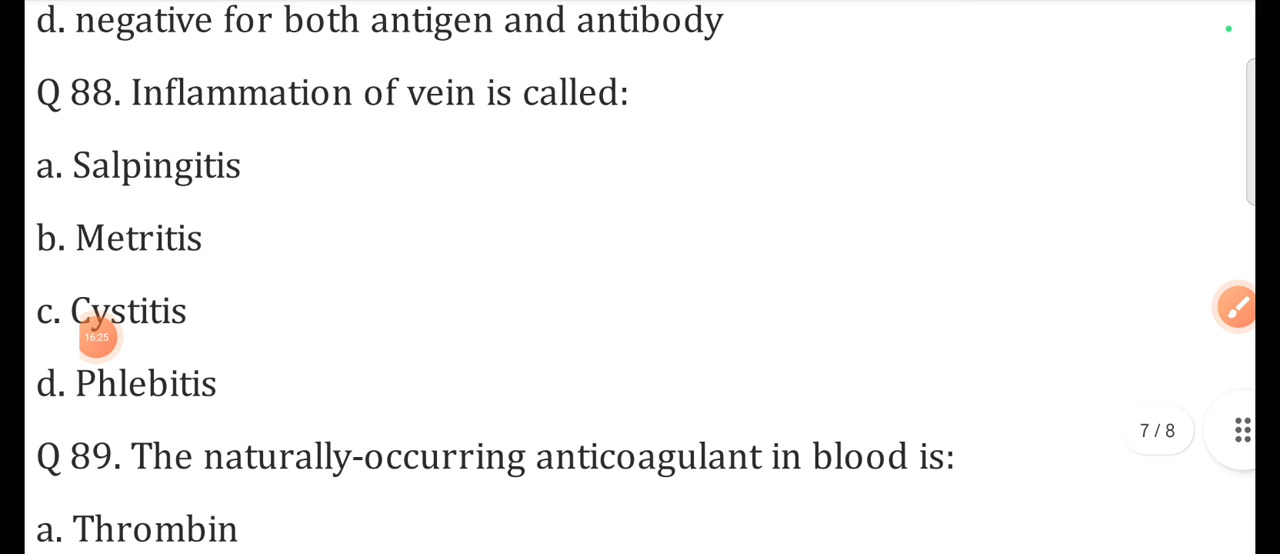 d. negative for both antigen and antibody
Q 88. Inflammation of vein is called:
a. Salpingitis
b. Metritis
c. Cystitis
16:25
d. Phlebitis
7 / 8
Q 89. The naturally-occurring anticoagulant in blood is:
a. Thrombin